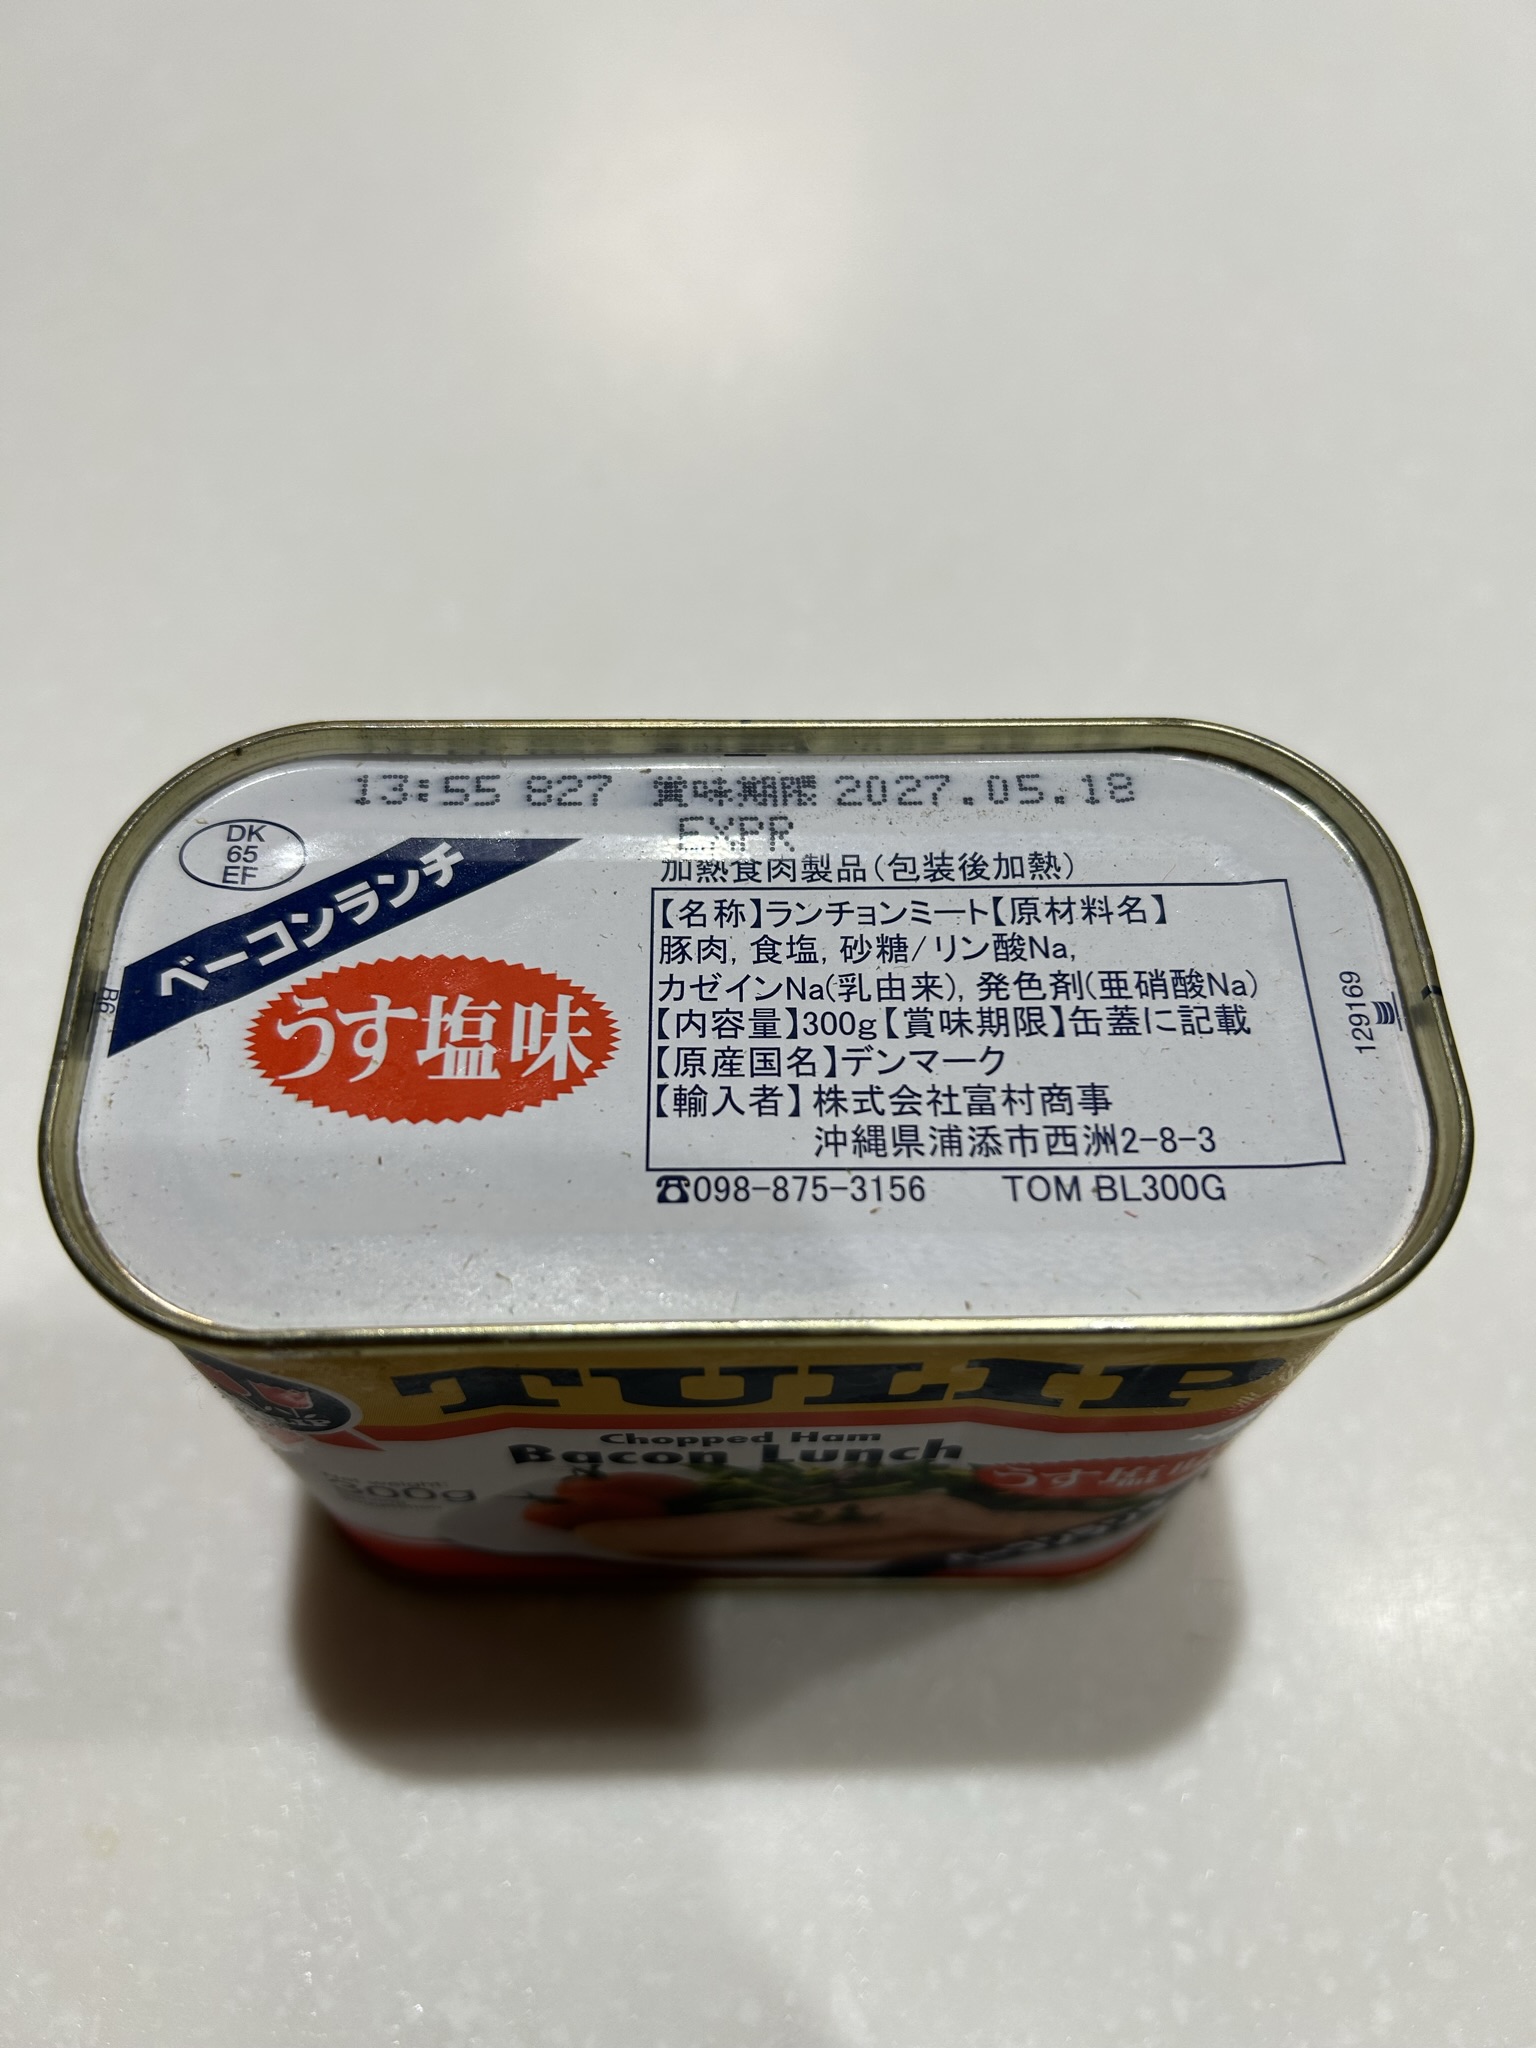 13:55 827 賞味期限 2027.05.18
EXPR
DK
65
EF
ベーコンランチ
うす塩味
加熱食肉製品(包装後加熱)
【名称】ランチョンミート【原材料名】
豚肉, 食塩, 砂糖/リン酸Na,
カゼインNa(乳由来), 発色剤(亜硝酸Na)
【内容量】300g【賞味期限】缶蓋に記載
【原産国名】デンマーク
【輸入者】株式会社富村商事
沖縄県浦添市西洲2-8-3
☎098-875-3156 TOM BL300G
129169
TULIP
Chopped Ham
Bacon Lunch
Net weight:
300g
うす塩味